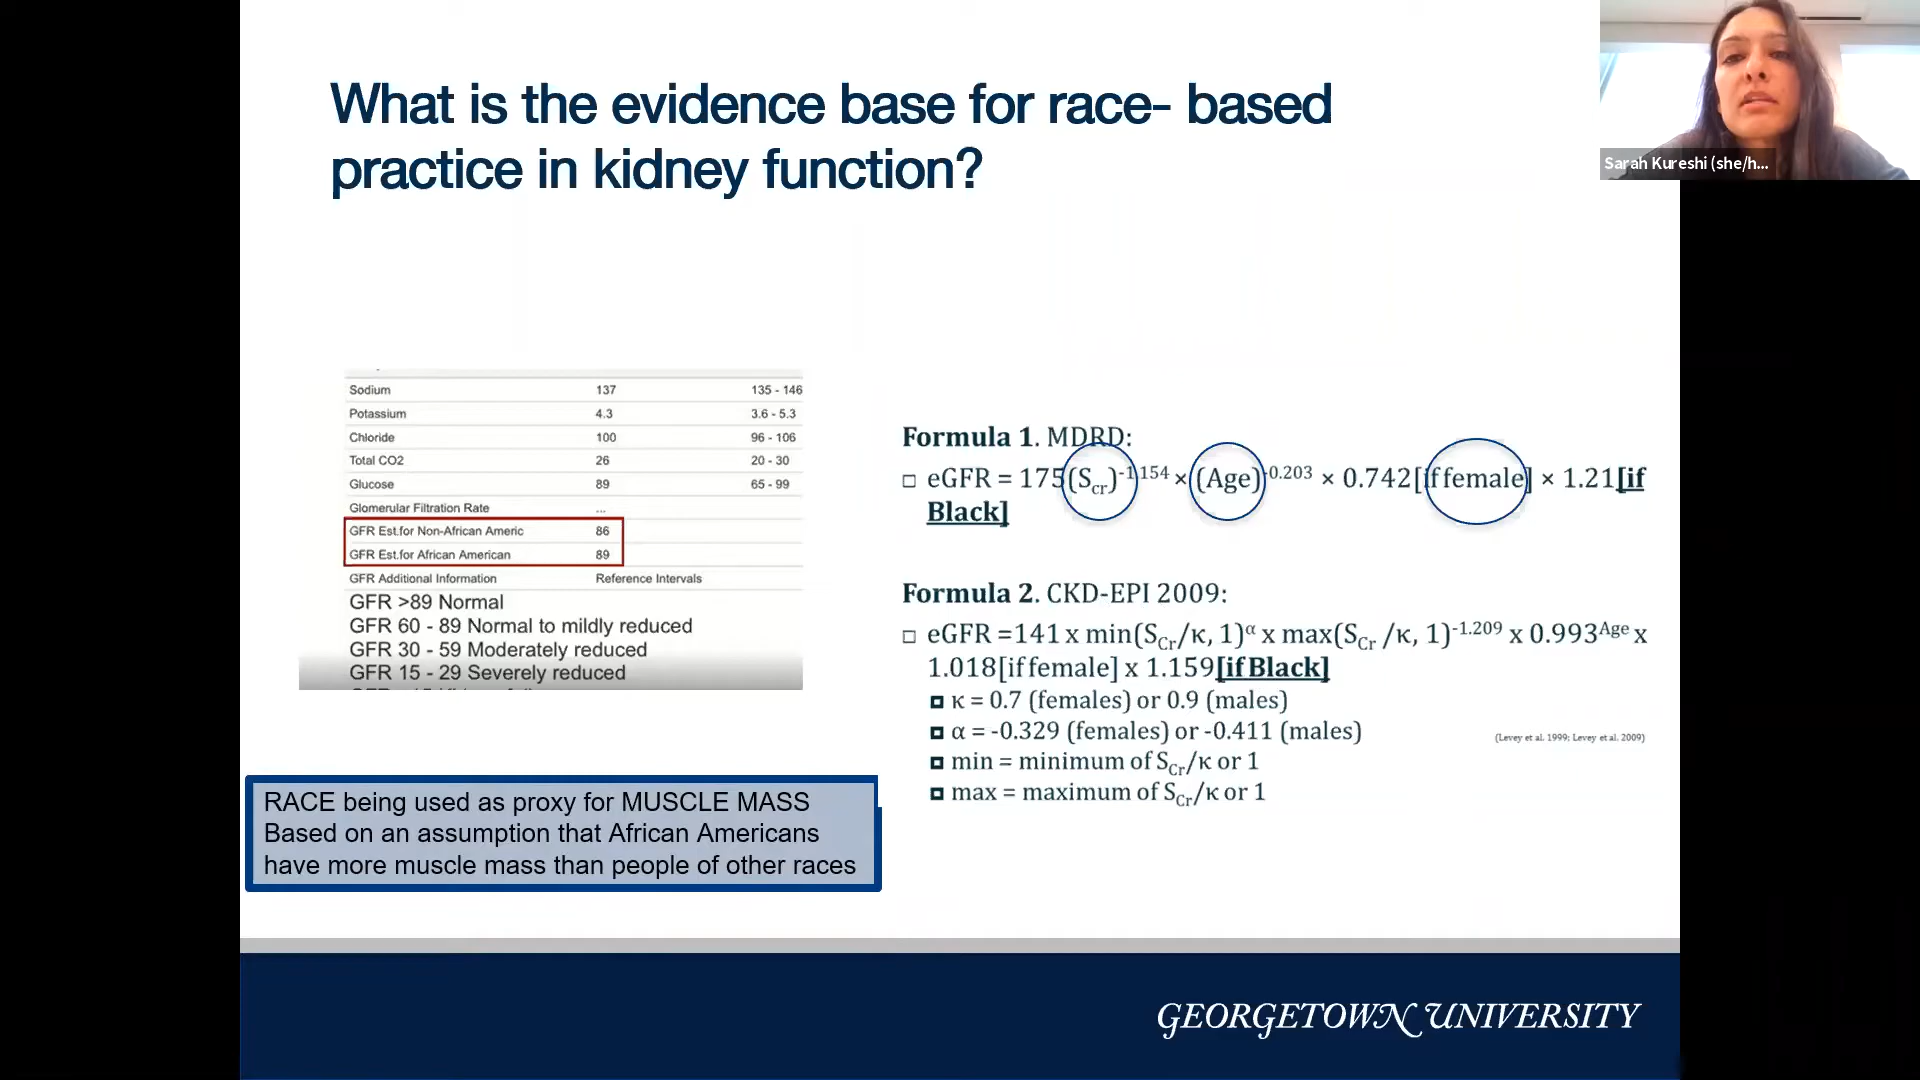 What is the evidence base for race- based
practice in kidney function?
Sarah Kureshi (she/h...
Sodium 137 135 - 146
Potassium 4.3 3.6 - 5.3
Chloride 100 96 - 106
Total CO2 26 20 - 30
Glucose 89 65 - 99
Glomerular Filtration Rate ...
GFR Est.for Non-African Americ 86
GFR Est.for African American 89
GFR Additional Information Reference Intervals
GFR >89 Normal
GFR 60 - 89 Normal to mildly reduced
GFR 30 - 59 Moderately reduced
GFR 15 - 29 Severely reduced
RACE being used as proxy for MUSCLE MASS
Based on an assumption that African Americans
have more muscle mass than people of other races
Formula 1. MDRD:
□ eGFR = 175(Scr)-1.154 × (Age)-0.203 × 0.742[if female] × 1.21[if
Black]
Formula 2. CKD-EPI 2009:
□ eGFR =141 x min(SCr/κ, 1)α x max(SCr /κ, 1)-1.209 x 0.993Age x
1.018[if female] x 1.159[if Black]
κ = 0.7 (females) or 0.9 (males)
α = -0.329 (females) or -0.411 (males)
min = minimum of SCr/κ or 1
max = maximum of SCr/κ or 1
(Levey et al. 1999; Levey et al. 2009)
GEORGETOWN UNIVERSITY